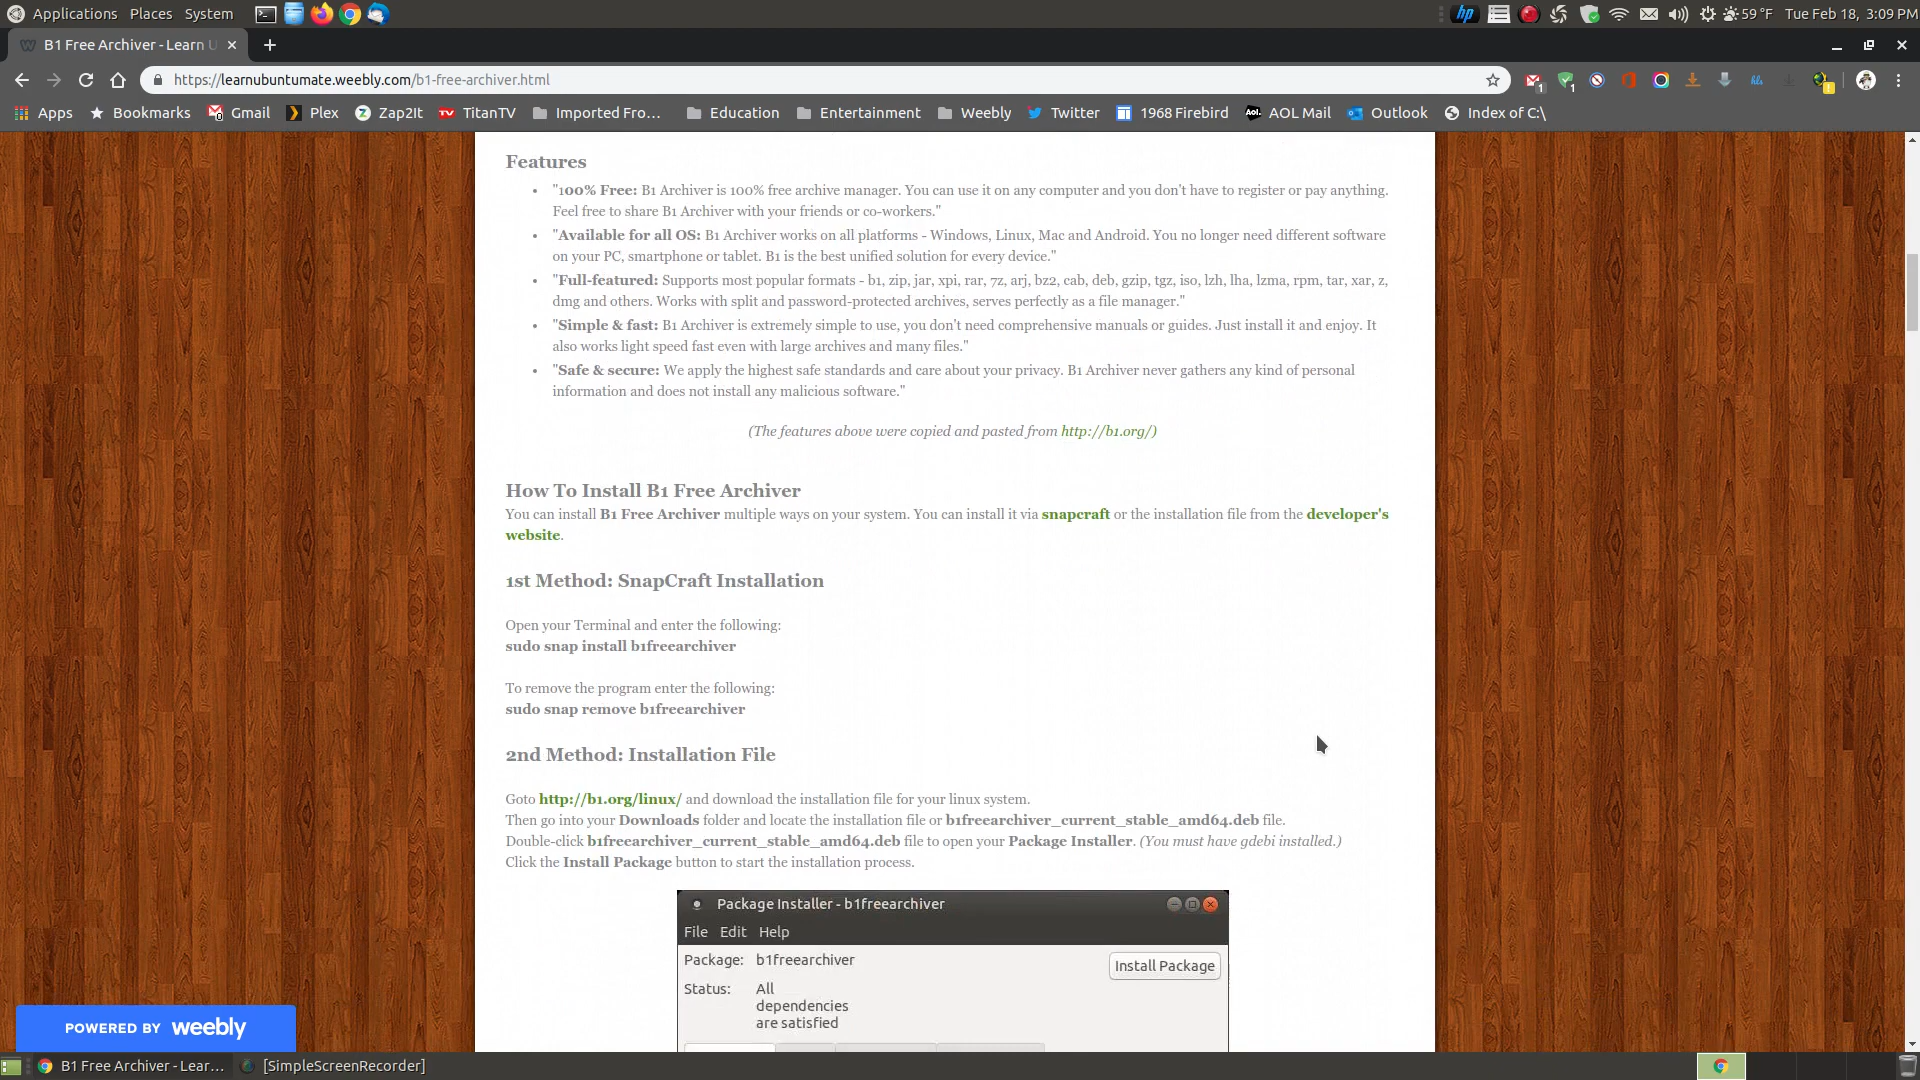 Applications Places System
59 °F Tue Feb 18, 3:09 PM
B1 Free Archiver - Learn U
https://learnubuntumate.weebly.com/b1-free-archiver.html
Apps Bookmarks Gmail Plex Zap2It TitanTV Imported Fro... Education Entertainment Weebly Twitter 1968 Firebird AOL Mail Outlook Index of C:\
Features
"100% Free: B1 Archiver is 100% free archive manager. You can use it on any computer and you don't have to register or pay anything.
Feel free to share B1 Archiver with your friends or co-workers."
"Available for all OS: B1 Archiver works on all platforms - Windows, Linux, Mac and Android. You no longer need different software
on your PC, smartphone or tablet. B1 is the best unified solution for every device."
"Full-featured: Supports most popular formats - b1, zip, jar, xpi, rar, 7z, arj, bz2, cab, deb, gzip, tgz, iso, lzh, lha, lzma, rpm, tar, xar, z,
dmg and others. Works with split and password-protected archives, serves perfectly as a file manager."
"Simple & fast: B1 Archiver is extremely simple to use, you don't need comprehensive manuals or guides. Just install it and enjoy. It
also works light speed fast even with large archives and many files."
"Safe & secure: We apply the highest safe standards and care about your privacy. B1 Archiver never gathers any kind of personal
information and does not install any malicious software."
(The features above were copied and pasted from http://b1.org/)
How To Install B1 Free Archiver
You can install B1 Free Archiver multiple ways on your system. You can install it via snapcraft or the installation file from the developer's
website.
1st Method: SnapCraft Installation
Open your Terminal and enter the following:
sudo snap install b1freearchiver
To remove the program enter the following:
sudo snap remove b1freearchiver
2nd Method: Installation File
Goto http://b1.org/linux/ and download the installation file for your linux system.
Then go into your Downloads folder and locate the installation file or b1freearchiver_current_stable_amd64.deb file.
Double-click b1freearchiver_current_stable_amd64.deb file to open your Package Installer. (You must have gdebi installed.)
Click the Install Package button to start the installation process.
Package Installer - b1freearchiver
File Edit Help
Package: b1freearchiver
Install Package
Status: All
dependencies
are satisfied
POWERED BY weebly
B1 Free Archiver - Lear... [SimpleScreenRecorder]